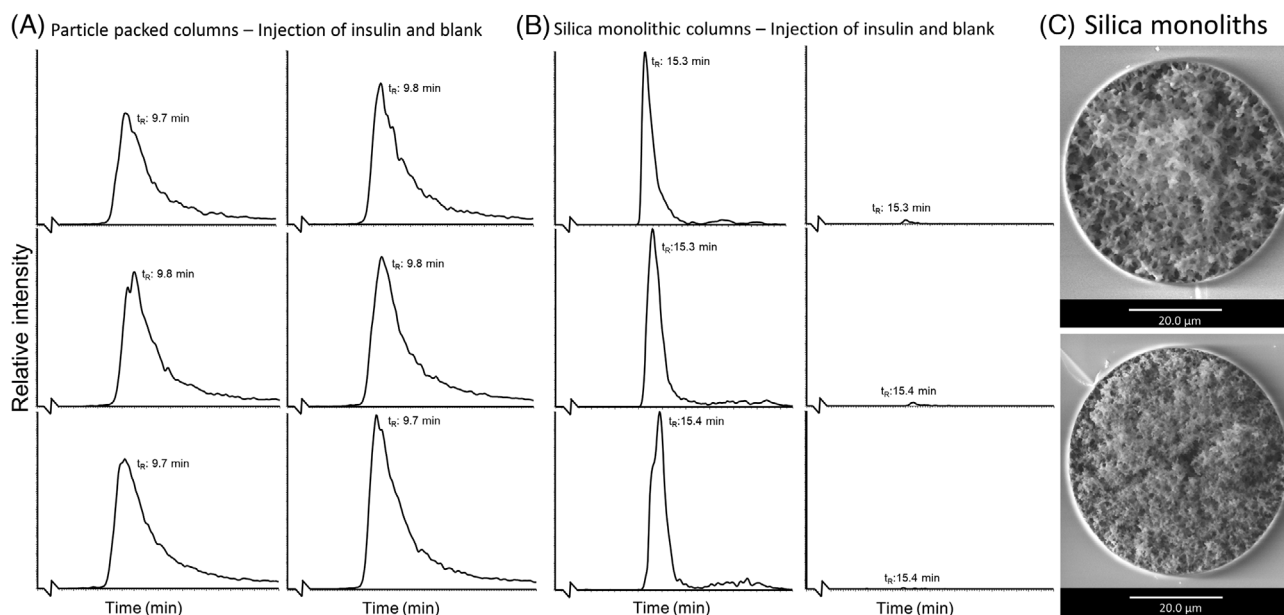 (A) Particle packed columns – Injection of insulin and blank
(B) Silica monolithic columns – Injection of insulin and blank
(C) Silica monoliths
Relative intensity
tR: 9.7 min
tR: 9.8 min
tR: 15.3 min
tR: 15.3 min
tR: 9.8 min
tR: 9.8 min
tR:15.3 min
tR:15.4 min
tR: 9.7 min
tR: 9.7 min
tR:15.4 min
tR:15.4 min
Time (min)
Time (min)
Time (min)
Time (min)
20.0 µm
20.0 µm